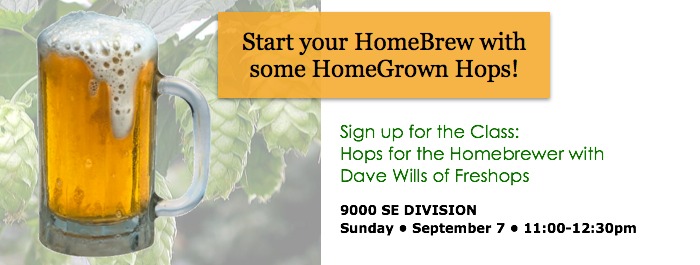 Start your HomeBrew with
some HomeGrown Hops!
Sign up for the Class:
Hops for the Homebrewer with
Dave Wills of Freshops
9000 SE DIVISION
Sunday • September 7 • 11:00-12:30pm